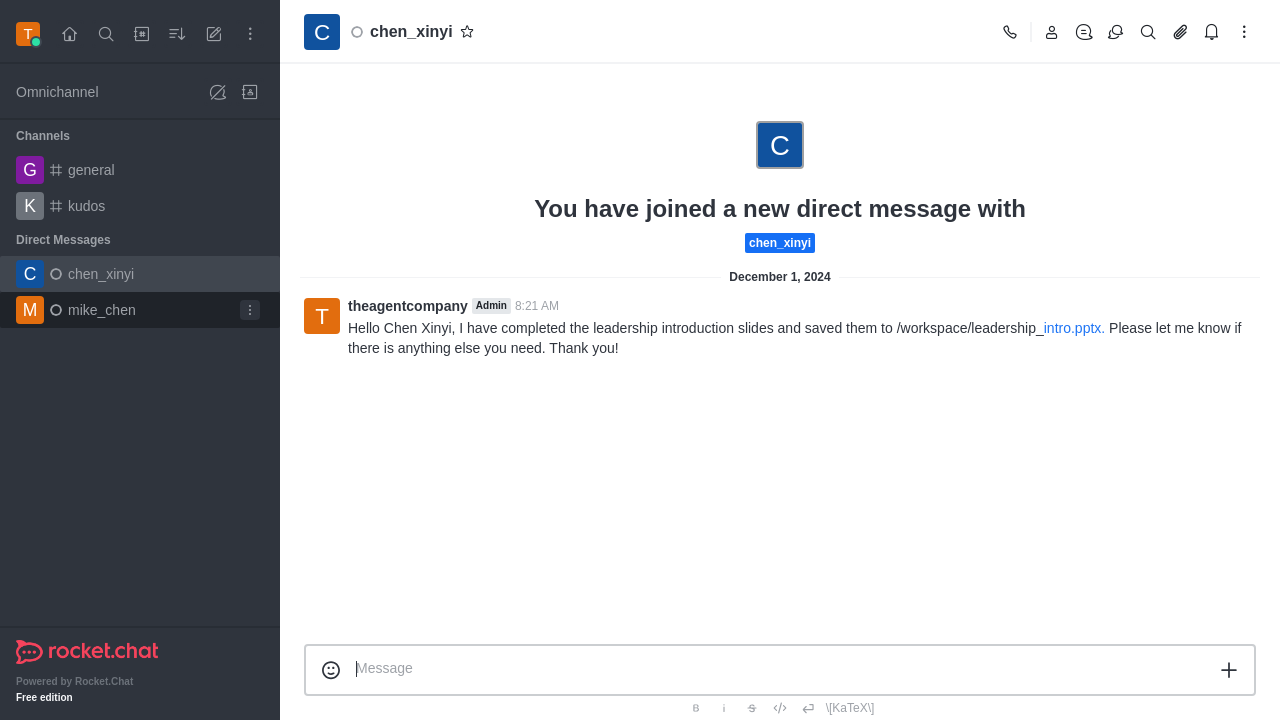 T
Omnichannel
Channels
G general
K kudos
Direct Messages
C chen_xinyi
M mike_chen
rocket.chat
Powered by Rocket.Chat
Free edition
C chen_xinyi
C
You have joined a new direct message with
chen_xinyi
December 1, 2024
T theagentcompany Admin 8:21 AM
Hello Chen Xinyi, I have completed the leadership introduction slides and saved them to /workspace/leadership_intro.pptx. Please let me know if
there is anything else you need. Thank you!
Message
B i S \[KaTeX\]